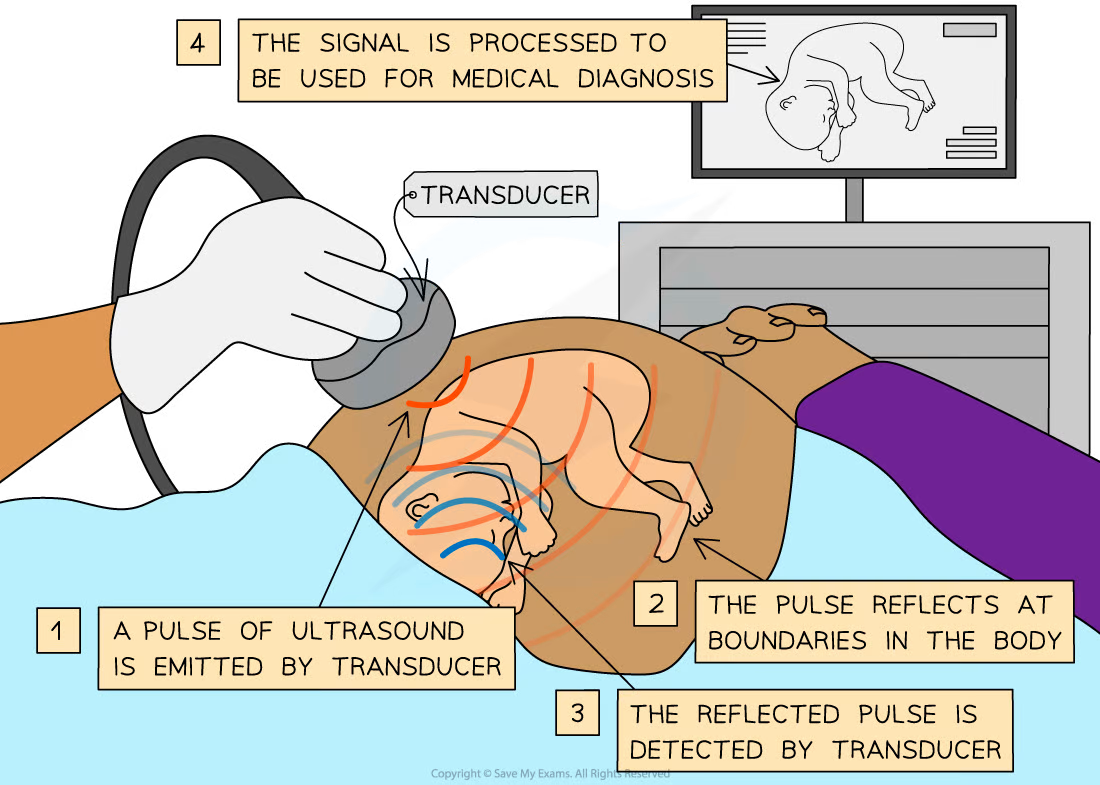 4
THE SIGNAL IS PROCESSED TO
BE USED FOR MEDICAL DIAGNOSIS
TRANSDUCER
1
A PULSE OF ULTRASOUND
IS EMITTED BY TRANSDUCER
2
THE PULSE REFLECTS AT
BOUNDARIES IN THE BODY
3
THE REFLECTED PULSE IS
DETECTED BY TRANSDUCER
Copyright © Save My Exams. All Rights Reserved